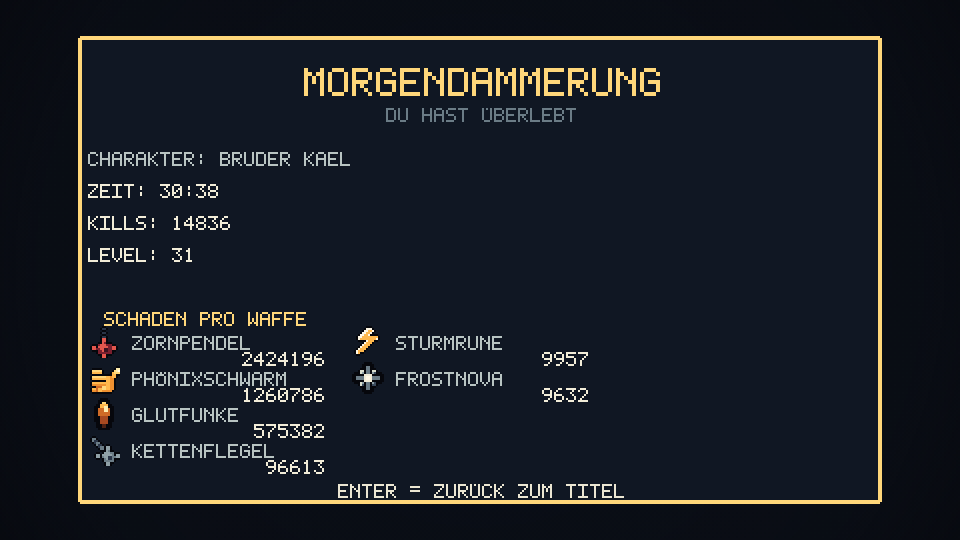 MORGENDAMMERUNG
DU HAST ÜBERLEBT
CHARAKTER: BRUDER KAEL
ZEIT: 30:38
KILLS: 14836
LEVEL: 31
SCHADEN PRO WAFFE
ZORNPENDEL
2424196
PHÖNIXSCHWARM
1260786
GLUTFUNKE
575382
KETTENFLEGEL
96613
STURMRUNE
9957
FROSTNOVA
9632
ENTER = ZURÜCK ZUM TITEL